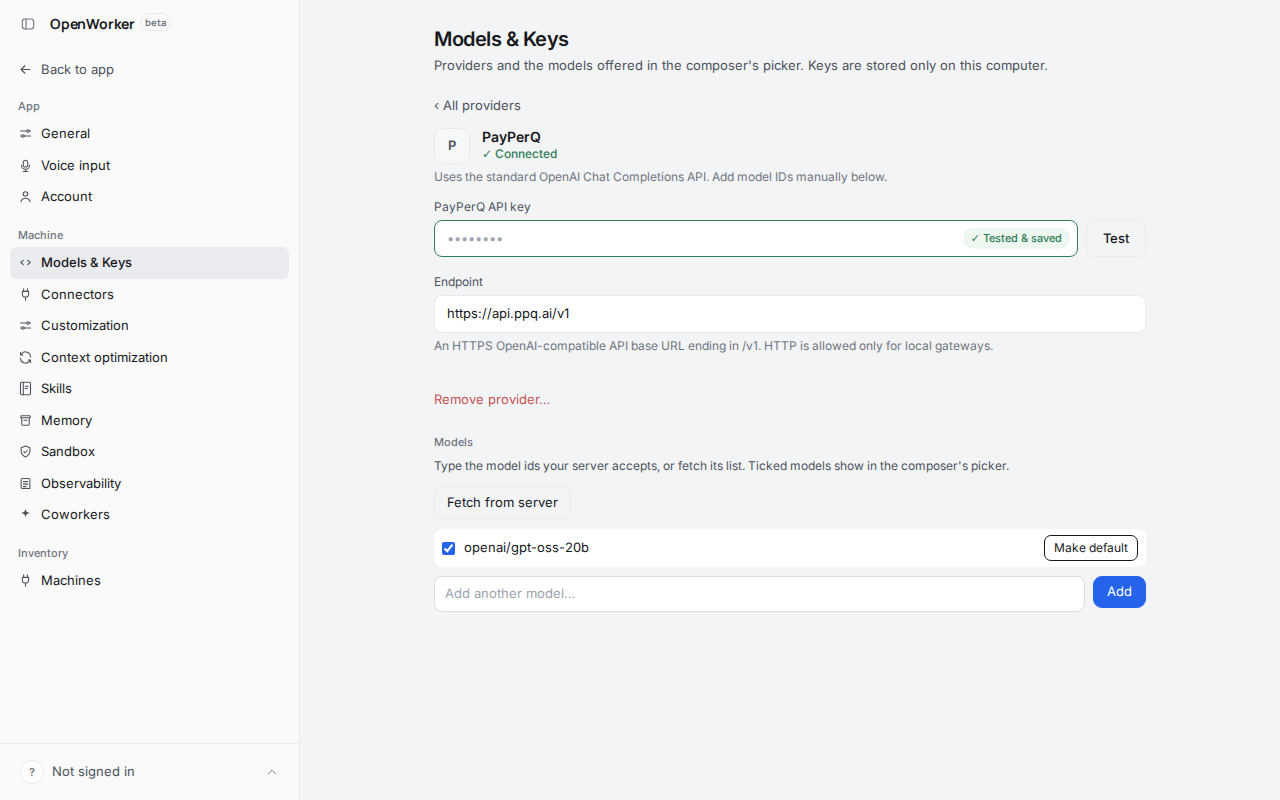 OpenWorker beta
Back to app
App
General
Voice input
Account
Machine
Models & Keys
Connectors
Customization
Context optimization
Skills
Memory
Sandbox
Observability
Coworkers
Inventory
Machines
? Not signed in
Models & Keys
Providers and the models offered in the composer's picker. Keys are stored only on this computer.
‹ All providers
P PayPerQ
✓ Connected
Uses the standard OpenAI Chat Completions API. Add model IDs manually below.
PayPerQ API key
•••••••• ✓ Tested & saved Test
Endpoint
https://api.ppq.ai/v1
An HTTPS OpenAI-compatible API base URL ending in /v1. HTTP is allowed only for local gateways.
Remove provider...
Models
Type the model ids your server accepts, or fetch its list. Ticked models show in the composer's picker.
Fetch from server
openai/gpt-oss-20b Make default
Add another model... Add